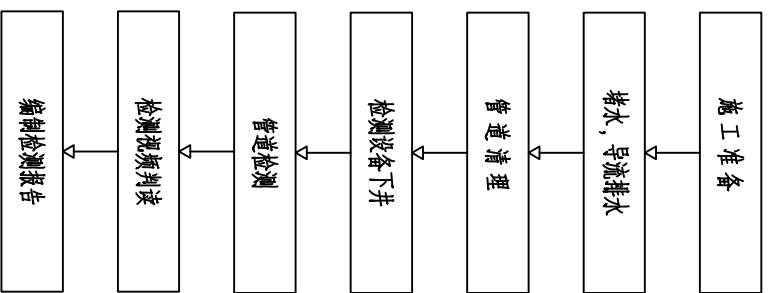 施工准备
堵水，导流排水
管道清理
检测设备下井
管道检测
检测视频判读
编制检测报告